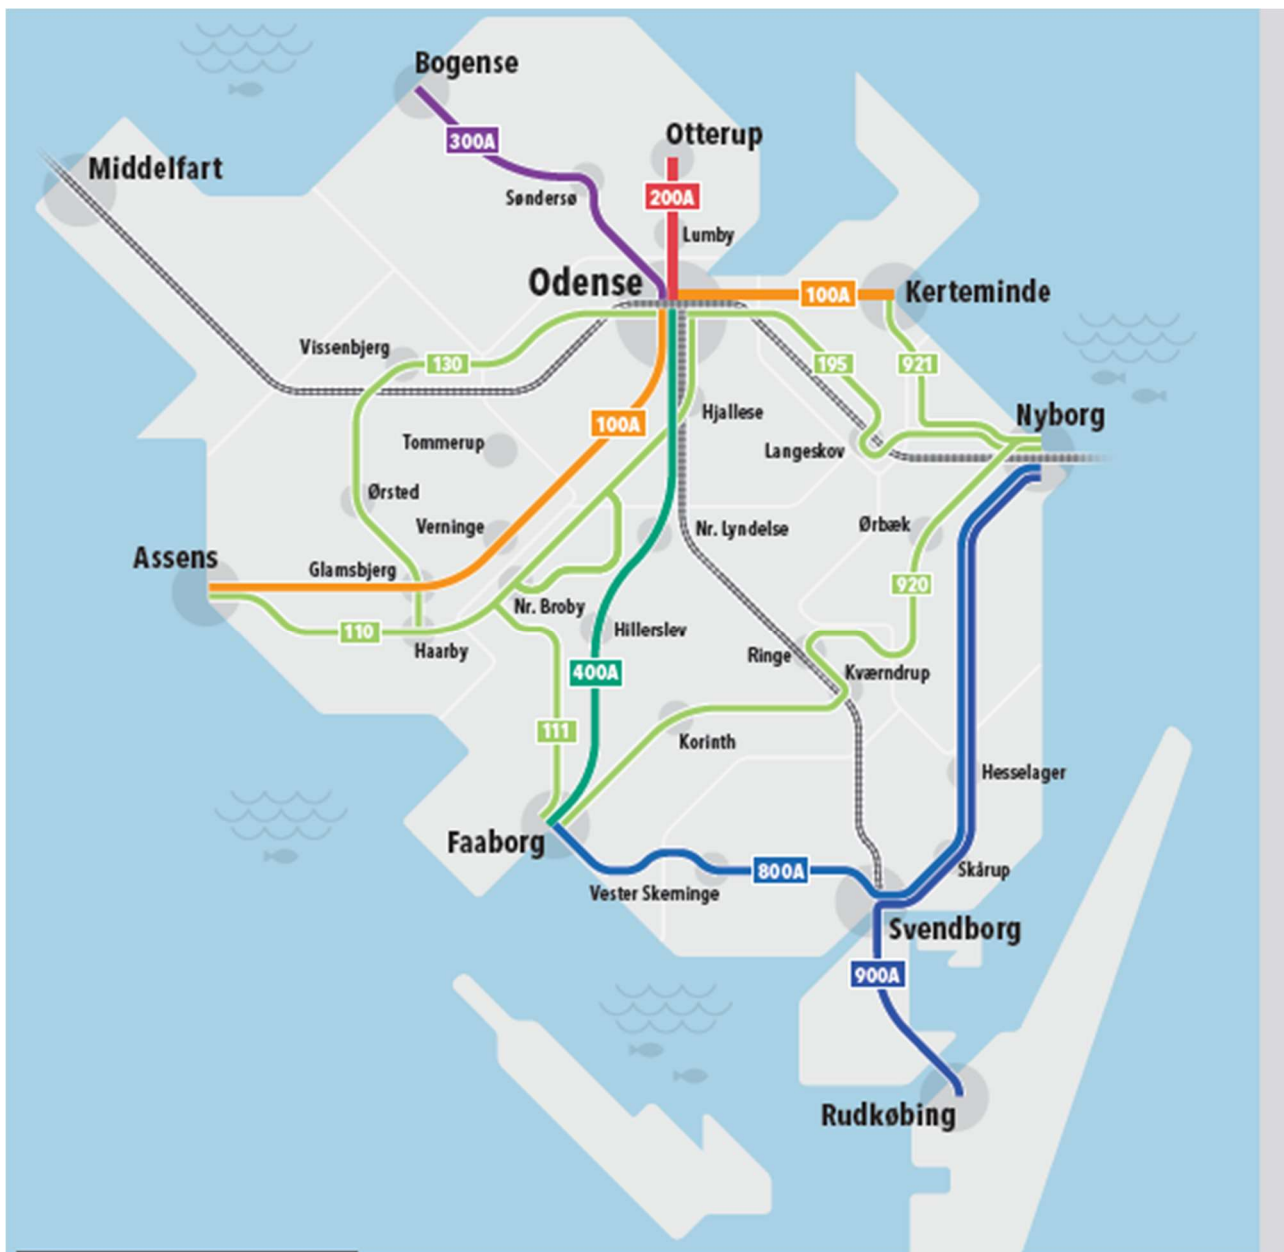 Bogense
Otterup
300A
Middelfart
Søndersø
200A
Lumby
Odense
100A
Kerteminde
Vissenbjerg
130
195
921
Hjallese
Nyborg
100A
Tommerup
Langeskov
Ørsted
Verninge
Nr. Lyndelse
Ørbæk
Assens
Glamsbjerg
920
Nr. Broby
110
Hillerslev
Haarby
Ringe
Kværndrup
400A
111
Korinth
Hesselager
Faaborg
800A
Skårup
Vester Skerninge
Svendborg
900A
Rudkøbing